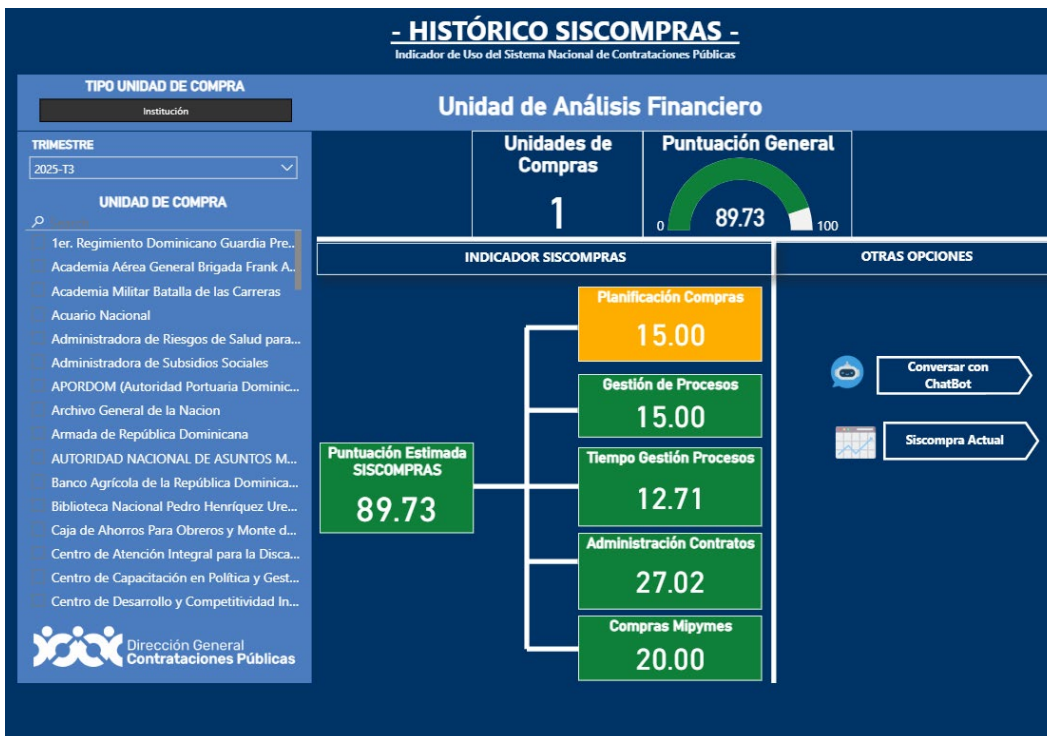 - HISTÓRICO SISCOMPRAS -
Indicador de Uso del Sistema Nacional de Contrataciones Públicas
TIPO UNIDAD DE COMPRA
Institución
Unidad de Análisis Financiero
TRIMESTRE
2025-T3
UNIDAD DE COMPRA
1er. Regimiento Dominicano Guardia Pre...
Academia Aérea General Brigada Frank A...
Academia Militar Batalla de las Carreras
Acuario Nacional
Administradora de Riesgos de Salud para...
Administradora de Subsidios Sociales
APORDOM (Autoridad Portuaria Dominic...
Archivo General de la Nacion
Armada de República Dominicana
AUTORIDAD NACIONAL DE ASUNTOS M...
Banco Agrícola de la República Dominica...
Biblioteca Nacional Pedro Henríquez Ure...
Caja de Ahorros Para Obreros y Monte d...
Centro de Atención Integral para la Disca...
Centro de Capacitación en Política y Gest...
Centro de Desarrollo y Competitividad In...
Dirección General
Contrataciones Públicas
Unidades de
Compras
1
Puntuación General
0
89.73
100
INDICADOR SISCOMPRAS
Puntuación Estimada
SISCOMPRAS
89.73
Planificación Compras
15.00
Gestión de Procesos
15.00
Tiempo Gestión Procesos
12.71
Administración Contratos
27.02
Compras Mipymes
20.00
OTRAS OPCIONES
Conversar con
ChatBot
Siscompra Actual